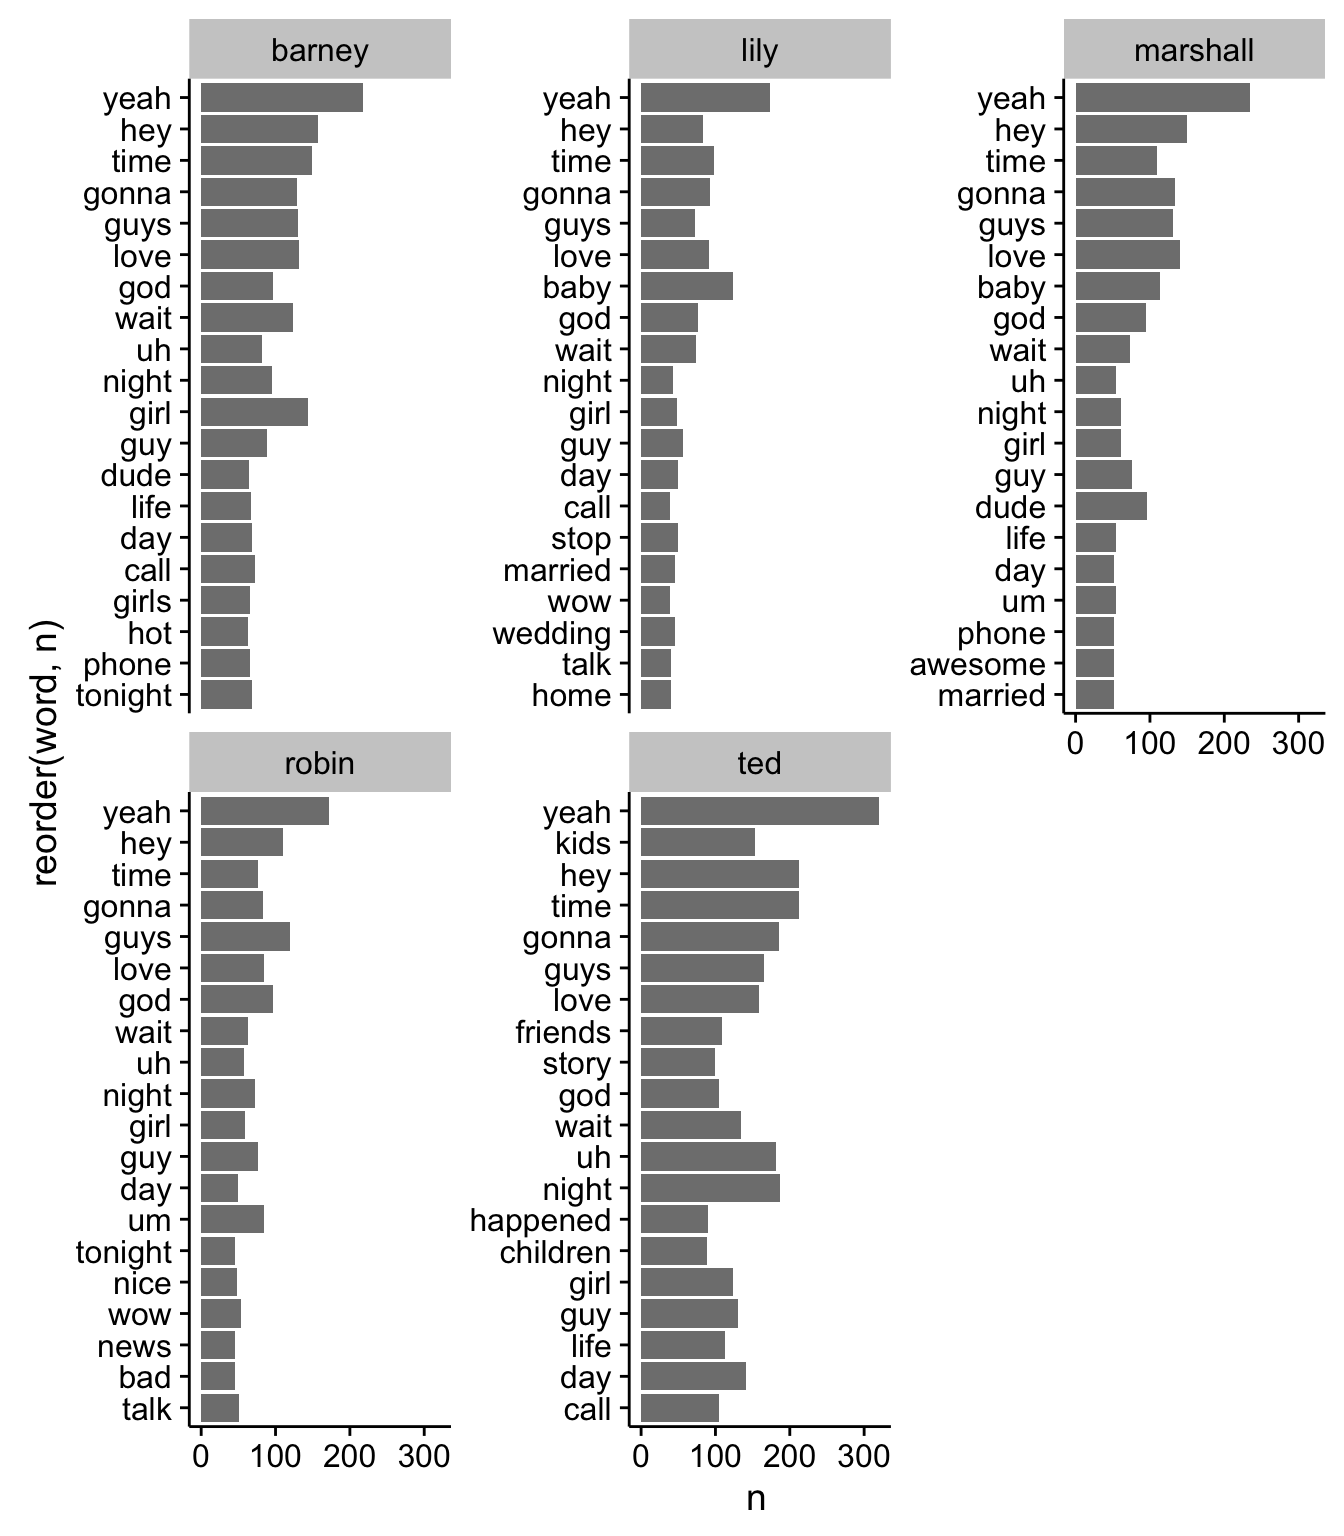 barney
yeah
hey
time
gonna
guys
love
god
wait
uh
night
girl
guy
dude
life
day
call
girls
hot
phone
tonight
lily
yeah
hey
time
gonna
guys
love
baby
god
wait
night
girl
guy
day
call
stop
married
wow
wedding
talk
home
marshall
yeah
hey
time
gonna
guys
love
baby
god
wait
uh
night
girl
guy
dude
life
day
um
phone
awesome
married
0 100 200 300
robin
yeah
hey
time
gonna
guys
love
god
wait
uh
night
girl
guy
day
um
tonight
nice
wow
news
bad
talk
0 100 200 300
ted
yeah
kids
hey
time
gonna
guys
love
friends
story
god
wait
uh
night
happened
children
girl
guy
life
day
call
0 100 200 300
n
reorder(word, n)